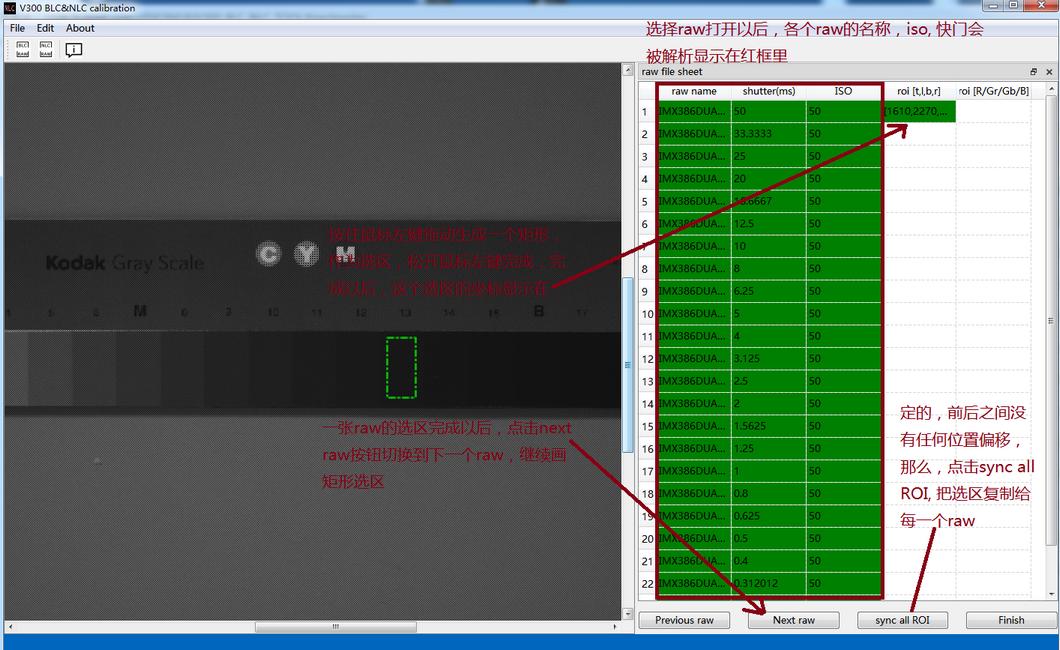 V300 BLC&NLC calibration
File Edit About
选择raw打开以后，各个raw的名称，iso, 快门会
被解析显示在红框里
raw file sheet
raw name shutter(ms) ISO roi [t,l,b,r] roi [R/Gr/Gb/B]
1 IMX386DUA... 50 50 [1610,2270,...
2 IMX386DUA... 33.3333 50
3 IMX386DUA... 25 50
4 IMX386DUA... 20 50
5 IMX386DUA... 16.6667 50
6 IMX386DUA... 12.5 50
7 IMX386DUA... 10 50
8 IMX386DUA... 8 50
9 IMX386DUA... 6.25 50
10 IMX386DUA... 5 50
11 IMX386DUA... 4 50
12 IMX386DUA... 3.125 50
13 IMX386DUA... 2.5 50
14 IMX386DUA... 2 50
15 IMX386DUA... 1.5625 50
16 IMX386DUA... 1.25 50
17 IMX386DUA... 1 50
18 IMX386DUA... 0.8 50
19 IMX386DUA... 0.625 50
20 IMX386DUA... 0.5 50
21 IMX386DUA... 0.4 50
22 IMX386DUA... 0.312012 50
按住鼠标左键拖动生成一个矩形，
作为选区，松开鼠标左键完成，完
成以后，这个选区的坐标显示在
C Y M
Kodak Gray Scale
M 10 11 12 13 14 15 B 17
一张raw的选区完成以后，点击next
raw按钮切换到下一个raw，继续画
矩形选区
定的，前后之间没
有任何位置偏移，
那么，点击sync all
ROI, 把选区复制给
每一个raw
Previous raw Next raw sync all ROI Finish